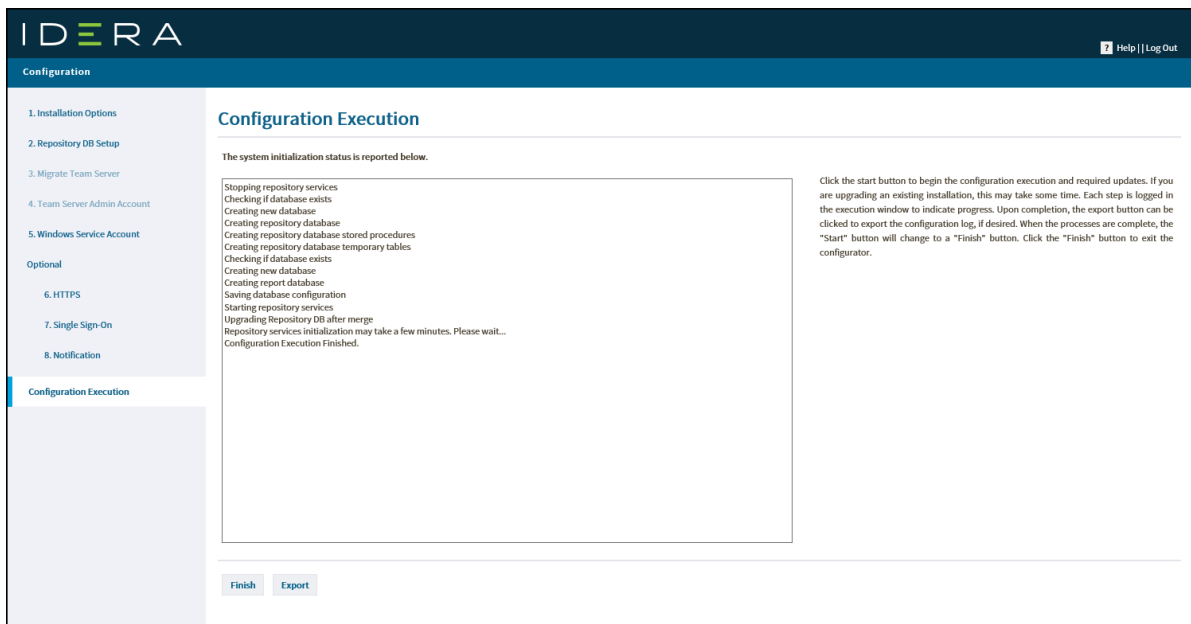 IDERA
? Help | | Log Out
Configuration
1. Installation Options
2. Repository DB Setup
3. Migrate Team Server
4. Team Server Admin Account
5. Windows Service Account
Optional
6. HTTPS
7. Single Sign-On
8. Notification
Configuration Execution
Configuration Execution
The system initialization status is reported below.
Stopping repository services
Checking if database exists
Creating new database
Creating repository database
Creating repository database stored procedures
Creating repository database temporary tables
Checking if database exists
Creating new database
Creating report database
Saving database configuration
Starting repository services
Upgrading Repository DB after merge
Repository services initialization may take a few minutes. Please wait...
Configuration Execution Finished.
Click the start button to begin the configuration execution and required updates. If you
are upgrading an existing installation, this may take some time. Each step is logged in
the execution window to indicate progress. Upon completion, the export button can be
clicked to export the configuration log, if desired. When the processes are complete, the
"Start" button will change to a "Finish" button. Click the "Finish" button to exit the
configurator.
Finish
Export